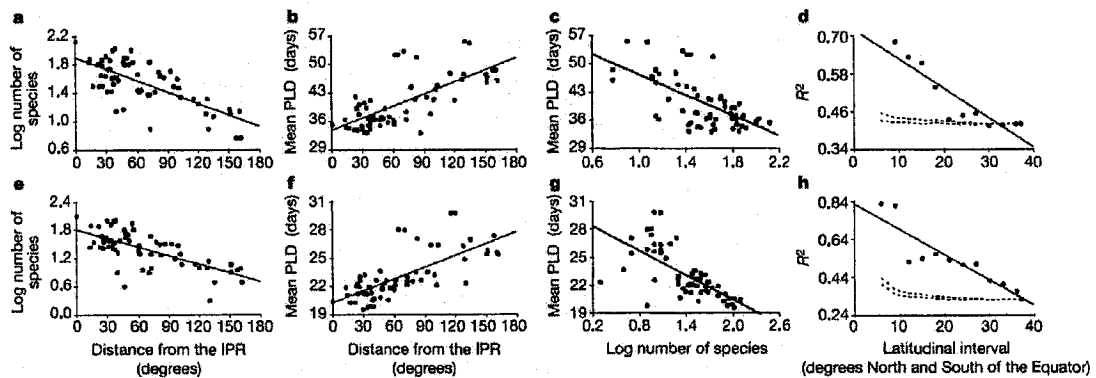 a
Log number of
species
2.2
1.8
1.4
1.0
0.6
0 30 60 90 120 150 180
b
Mean PLD (days)
57
50
43
36
29
0 30 60 90 120 150 180
c
Mean PLD (days)
57
50
43
36
29
0.6 1.0 1.4 1.8 2.2
d
R²
0.70
0.58
0.46
0.34
0 10 20 30 40
e
Log number of
species
2.4
1.8
1.2
0.6
0.0
0 30 60 90 120 150 180
Distance from the IPR
(degrees)
f
Mean PLD (days)
31
28
25
22
19
0 30 60 90 120 150 180
Distance from the IPR
(degrees)
g
Mean PLD (days)
31
28
25
22
19
0.2 0.8 1.4 2.0 2.6
Log number of species
h
R²
0.84
0.64
0.44
0.24
0 10 20 30 40
Latitudinal interval
(degrees North and South of the Equator)